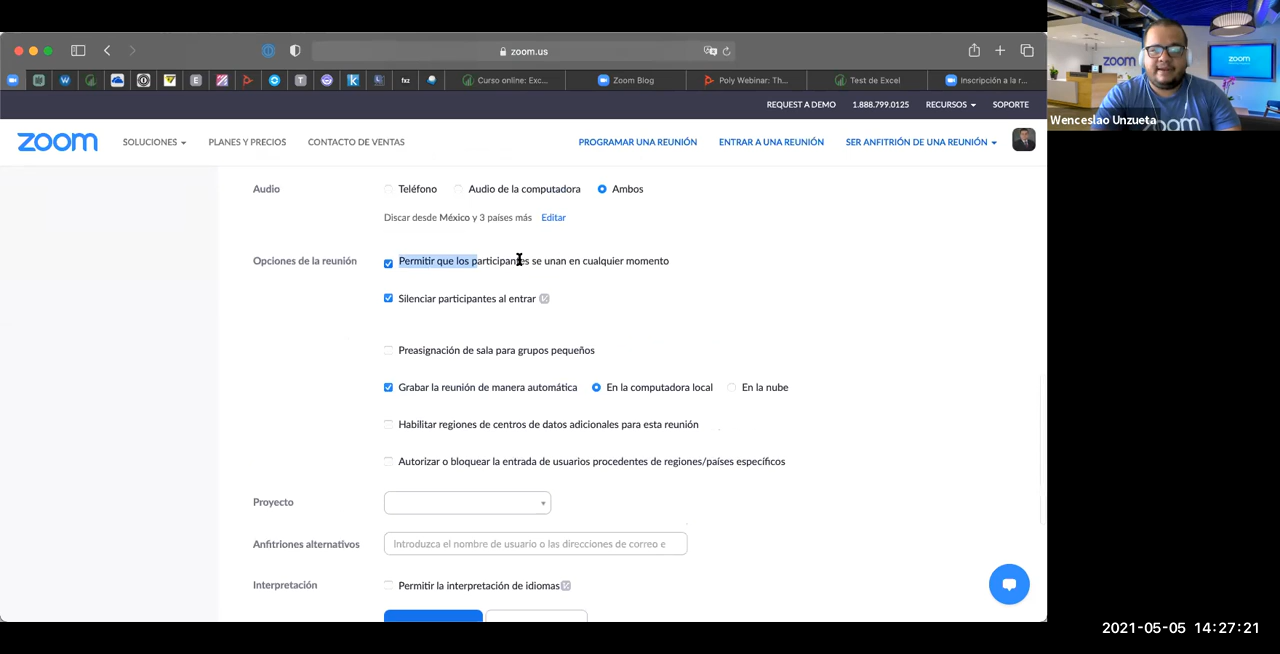 zoom.us
Curso online: Exc...
Zoom Blog
Poly Webinar: Th...
Test de Excel
Inscripción a la r...
zoom
zoom
zoom
Wenceslao Unzueta
REQUEST A DEMO 1.888.799.0125 RECURSOS SOPORTE
zoom SOLUCIONES PLANES Y PRECIOS CONTACTO DE VENTAS PROGRAMAR UNA REUNIÓN ENTRAR A UNA REUNIÓN SER ANFITRIÓN DE UNA REUNIÓN
Audio Teléfono Audio de la computadora Ambos
Discar desde México y 3 países más Editar
Opciones de la reunión Permitir que los participantes se unan en cualquier momento
Silenciar participantes al entrar
Preasignación de sala para grupos pequeños
Grabar la reunión de manera automática En la computadora local En la nube
Habilitar regiones de centros de datos adicionales para esta reunión
Autorizar o bloquear la entrada de usuarios procedentes de regiones/países específicos
Proyecto
Anfitriones alternativos Introduzca el nombre de usuario o las direcciones de correo e
Interpretación Permitir la interpretación de idiomas
2021-05-05 14:27:21